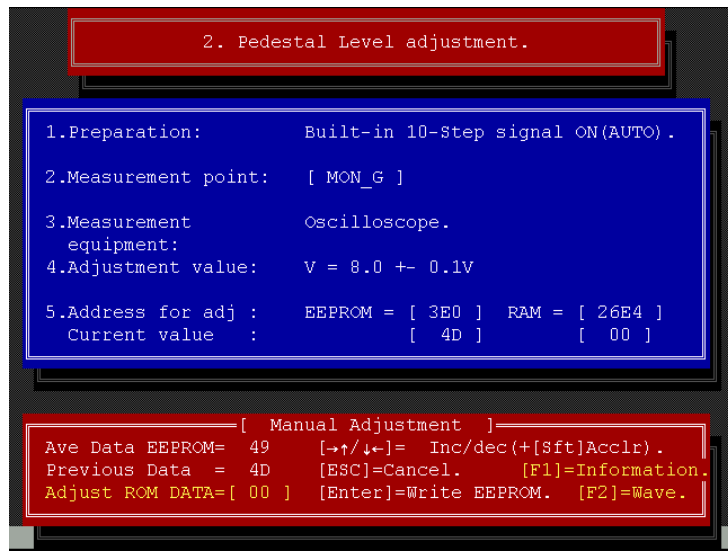 2. Pedestal Level adjustment.
1.Preparation: Built-in 10-Step signal ON(AUTO).
2.Measurement point: [ MON_G ]
3.Measurement Oscilloscope.
equipment:
4.Adjustment value: V = 8.0 +- 0.1V
5.Address for adj : EEPROM = [ 3E0 ] RAM = [ 26E4 ]
Current value : [ 4D ] [ 00 ]
[ Manual Adjustment ]
Ave Data EEPROM= 49 [→↑/↓←]= Inc/dec(+[Sft]Acclr).
Previous Data = 4D [ESC]=Cancel. [F1]=Information.
Adjust ROM DATA=[ 00 ] [Enter]=Write EEPROM. [F2]=Wave.